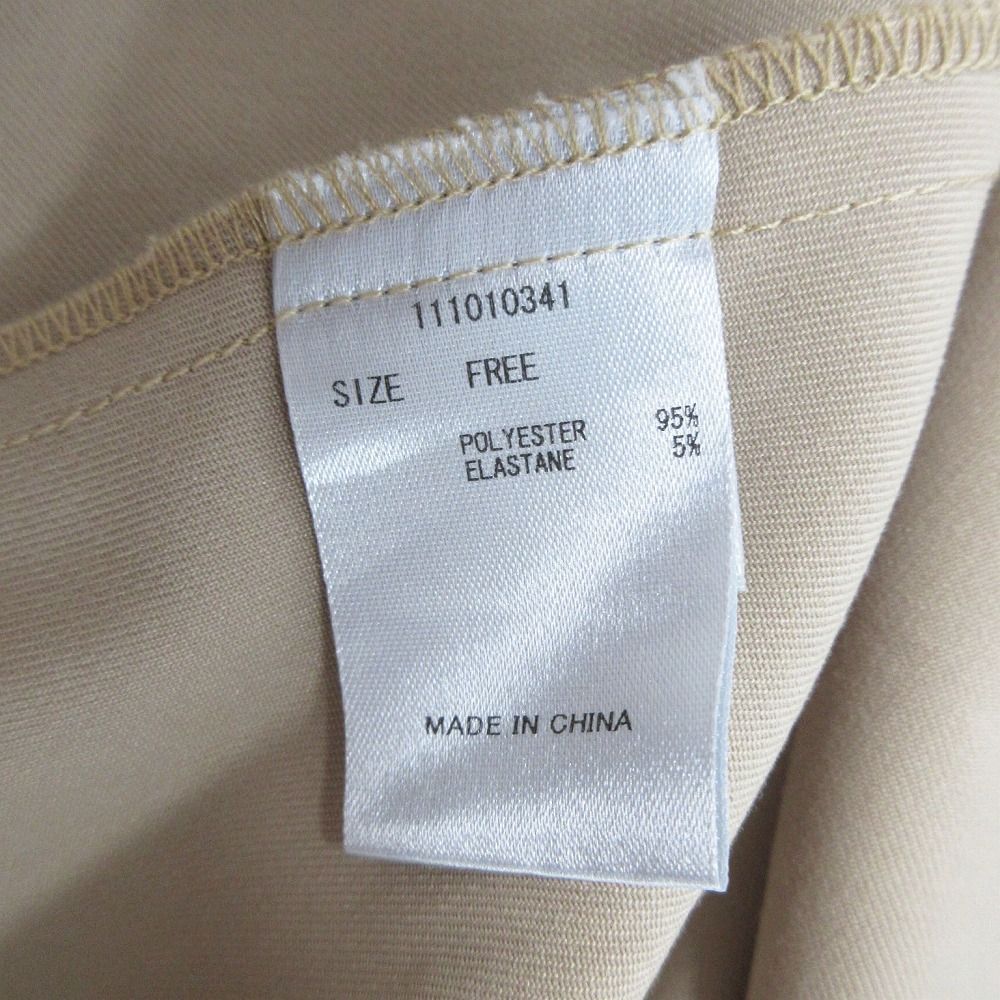 111010341
SIZE FREE
POLYESTER 95%
ELASTANE 5%
MADE IN CHINA